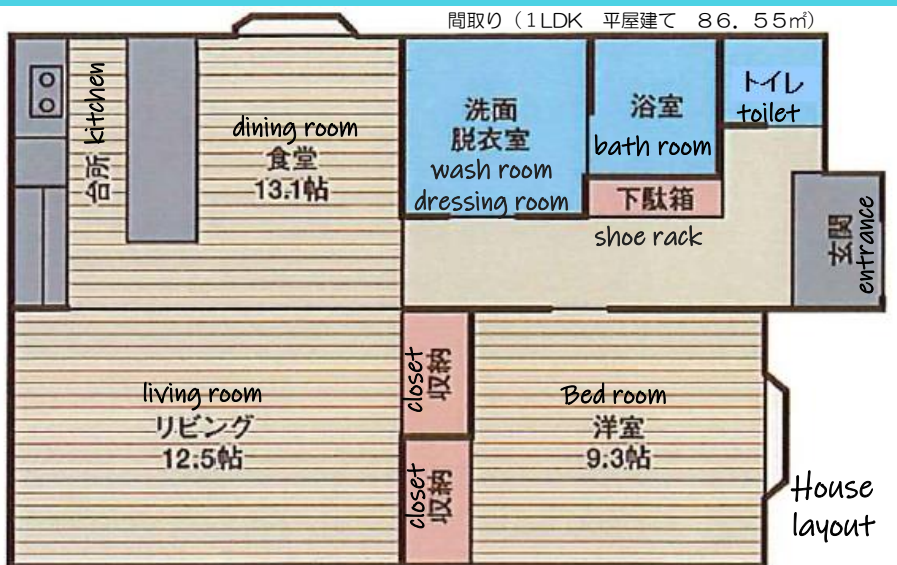 間取り（１LDK　平屋建て　８６．５５㎡）
kitchen
台所
dining room
食堂
13.1帖
洗面
脱衣室
wash room
dressing room
浴室
bath room
トイレ
toilet
下駄箱
shoe rack
玄関
entrance
living room
リビング
12.5帖
closet
収納
closet
収納
Bed room
洋室
9.3帖
House
layout